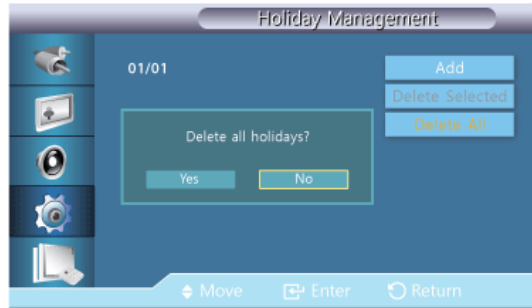 Holiday Management
01/01
Add
Delete Selected
Delete All
Delete all holidays?
Yes No
Move Enter Return